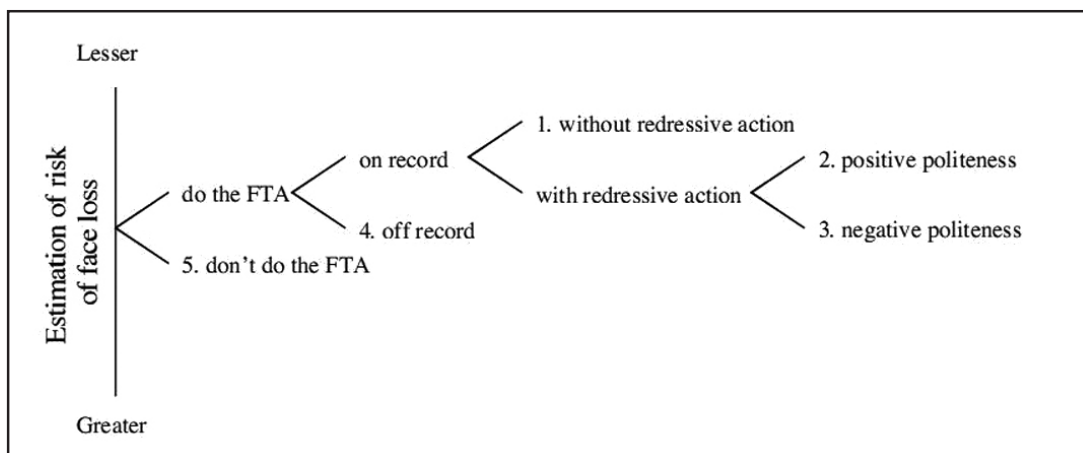 Lesser
Estimation of risk
of face loss
1. without redressive action
on record
2. positive politeness
do the FTA
with redressive action
4. off record
3. negative politeness
5. don't do the FTA
Greater